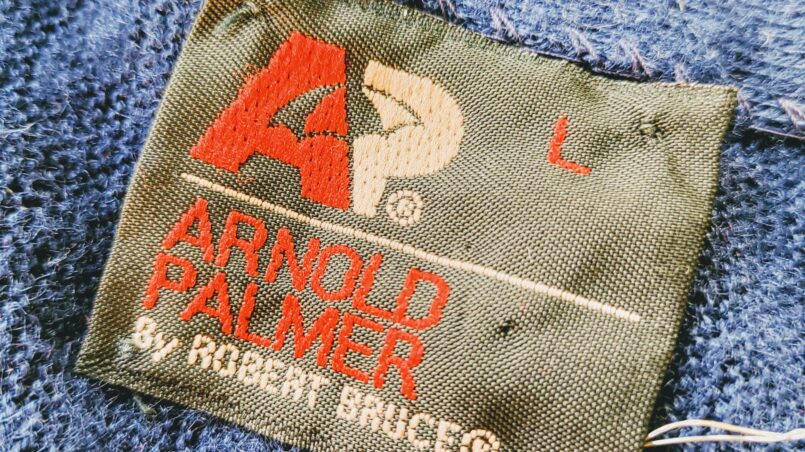 AP®
L
ARNOLD
PALMER
By ROBERT BRUCE®